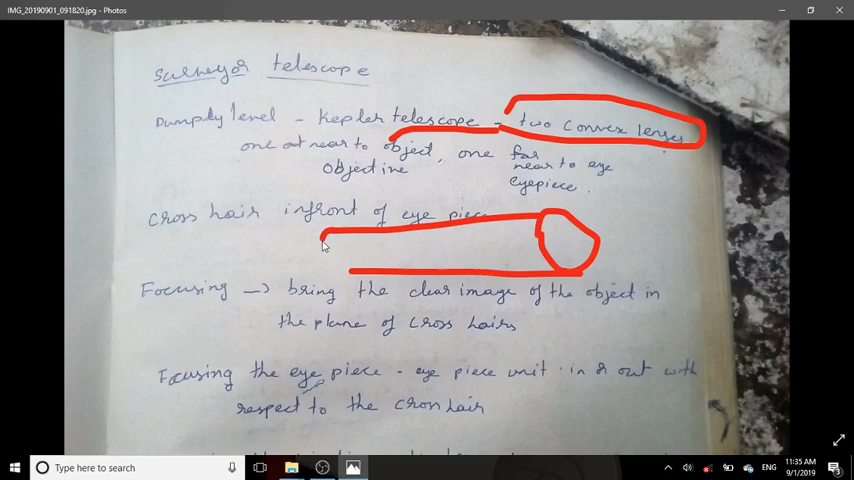 IMG_20190901_091820.jpg - Photos
Surveyor telescope
Dumpty level - Kepler telescope - two convex lenses
one at near to object, one far near to eye
objective eyepiece.
Cross hair infront of eye piece
Focusing → bring the clear image of the object in
the plane of cross hairs
Focusing the eye piece - eye piece unit in & out with
respect to the cross hair
Type here to search
ENG
11:35 AM
9/1/2019
3